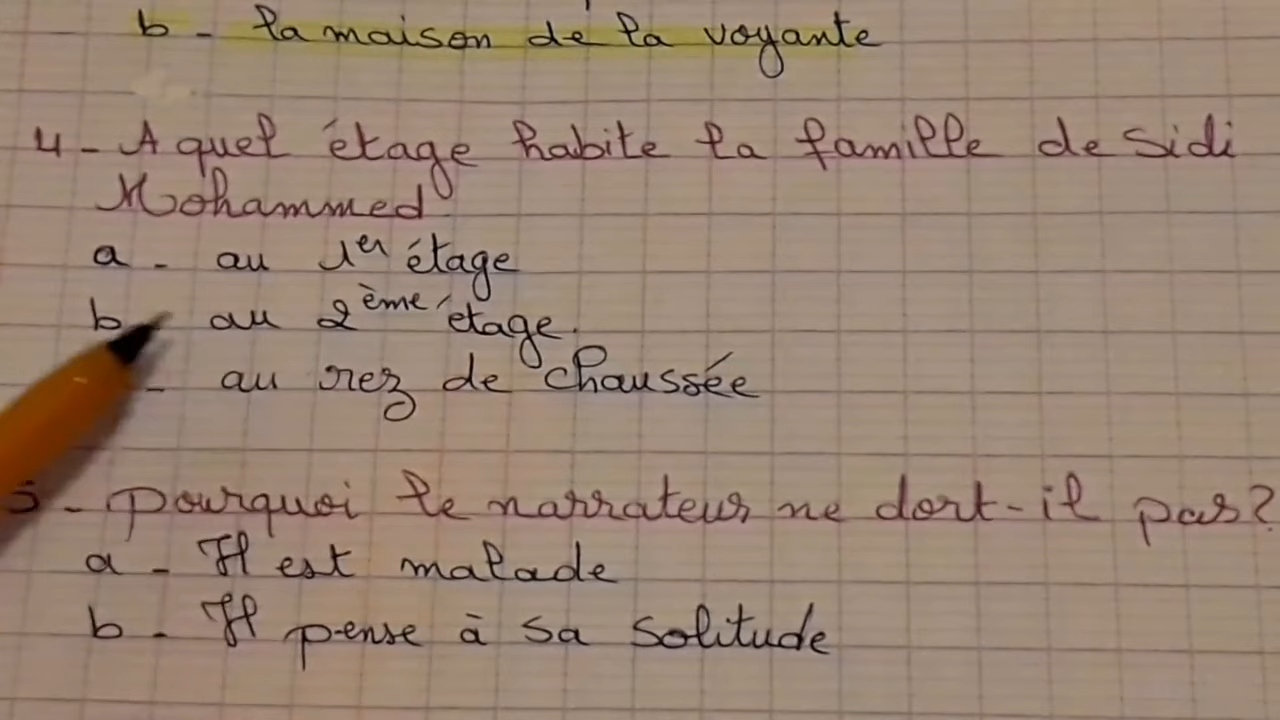 b - la maison de la voyante
4 - A quel étage habite la famille de Sidi
Mohammed
a - au 1er étage
b - au 2ème étage.
- au rez de chaussée
5 - pourquoi le narrateur ne dort-il pas?
a - Il est malade
b - Il pense à sa solitude